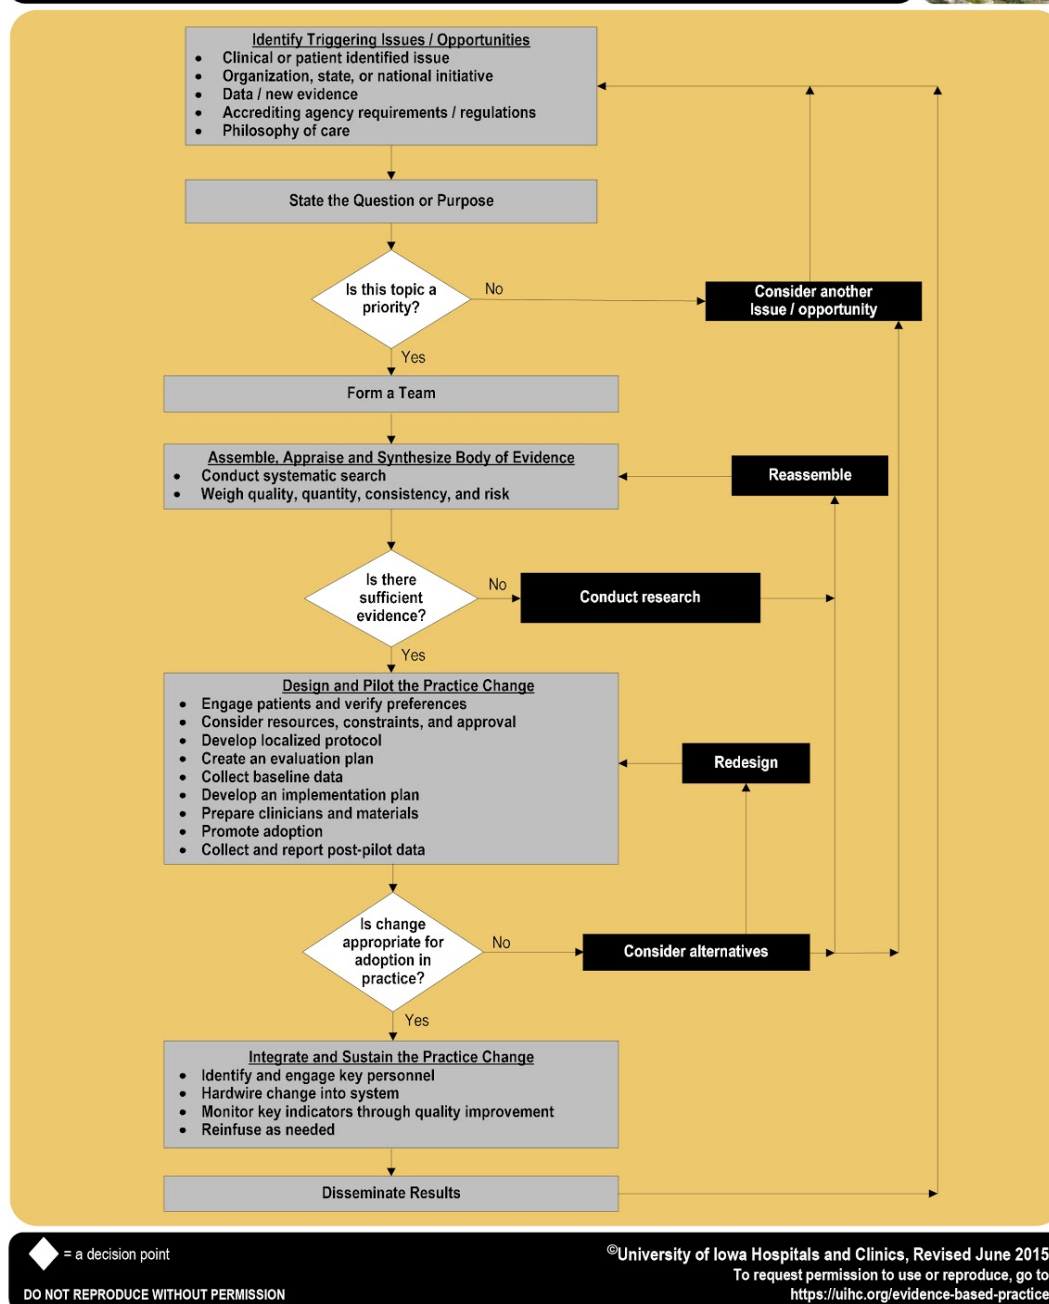 Identify Triggering Issues / Opportunities
• Clinical or patient identified issue
• Organization, state, or national initiative
• Data / new evidence
• Accrediting agency requirements / regulations
• Philosophy of care
State the Question or Purpose
Is this topic a
priority?
No
Consider another
Issue / opportunity
Yes
Form a Team
Assemble, Appraise and Synthesize Body of Evidence
• Conduct systematic search
• Weigh quality, quantity, consistency, and risk
Reassemble
Is there
sufficient
evidence?
No
Conduct research
Yes
Design and Pilot the Practice Change
• Engage patients and verify preferences
• Consider resources, constraints, and approval
• Develop localized protocol
• Create an evaluation plan
• Collect baseline data
• Develop an implementation plan
• Prepare clinicians and materials
• Promote adoption
• Collect and report post-pilot data
Redesign
Is change
appropriate for
adoption in
practice?
No
Consider alternatives
Yes
Integrate and Sustain the Practice Change
• Identify and engage key personnel
• Hardwire change into system
• Monitor key indicators through quality improvement
• Reinfuse as needed
Disseminate Results
= a decision point
DO NOT REPRODUCE WITHOUT PERMISSION
©University of Iowa Hospitals and Clinics, Revised June 2015
To request permission to use or reproduce, go to
https://uihc.org/evidence-based-practice